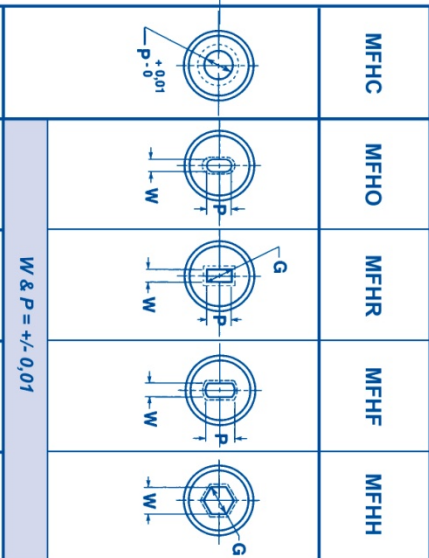 MFHC MFHO MFHR MFHF MFHH
G
G
P P P
W W W W
P + 0,01
- 0
W & P = +/- 0,01